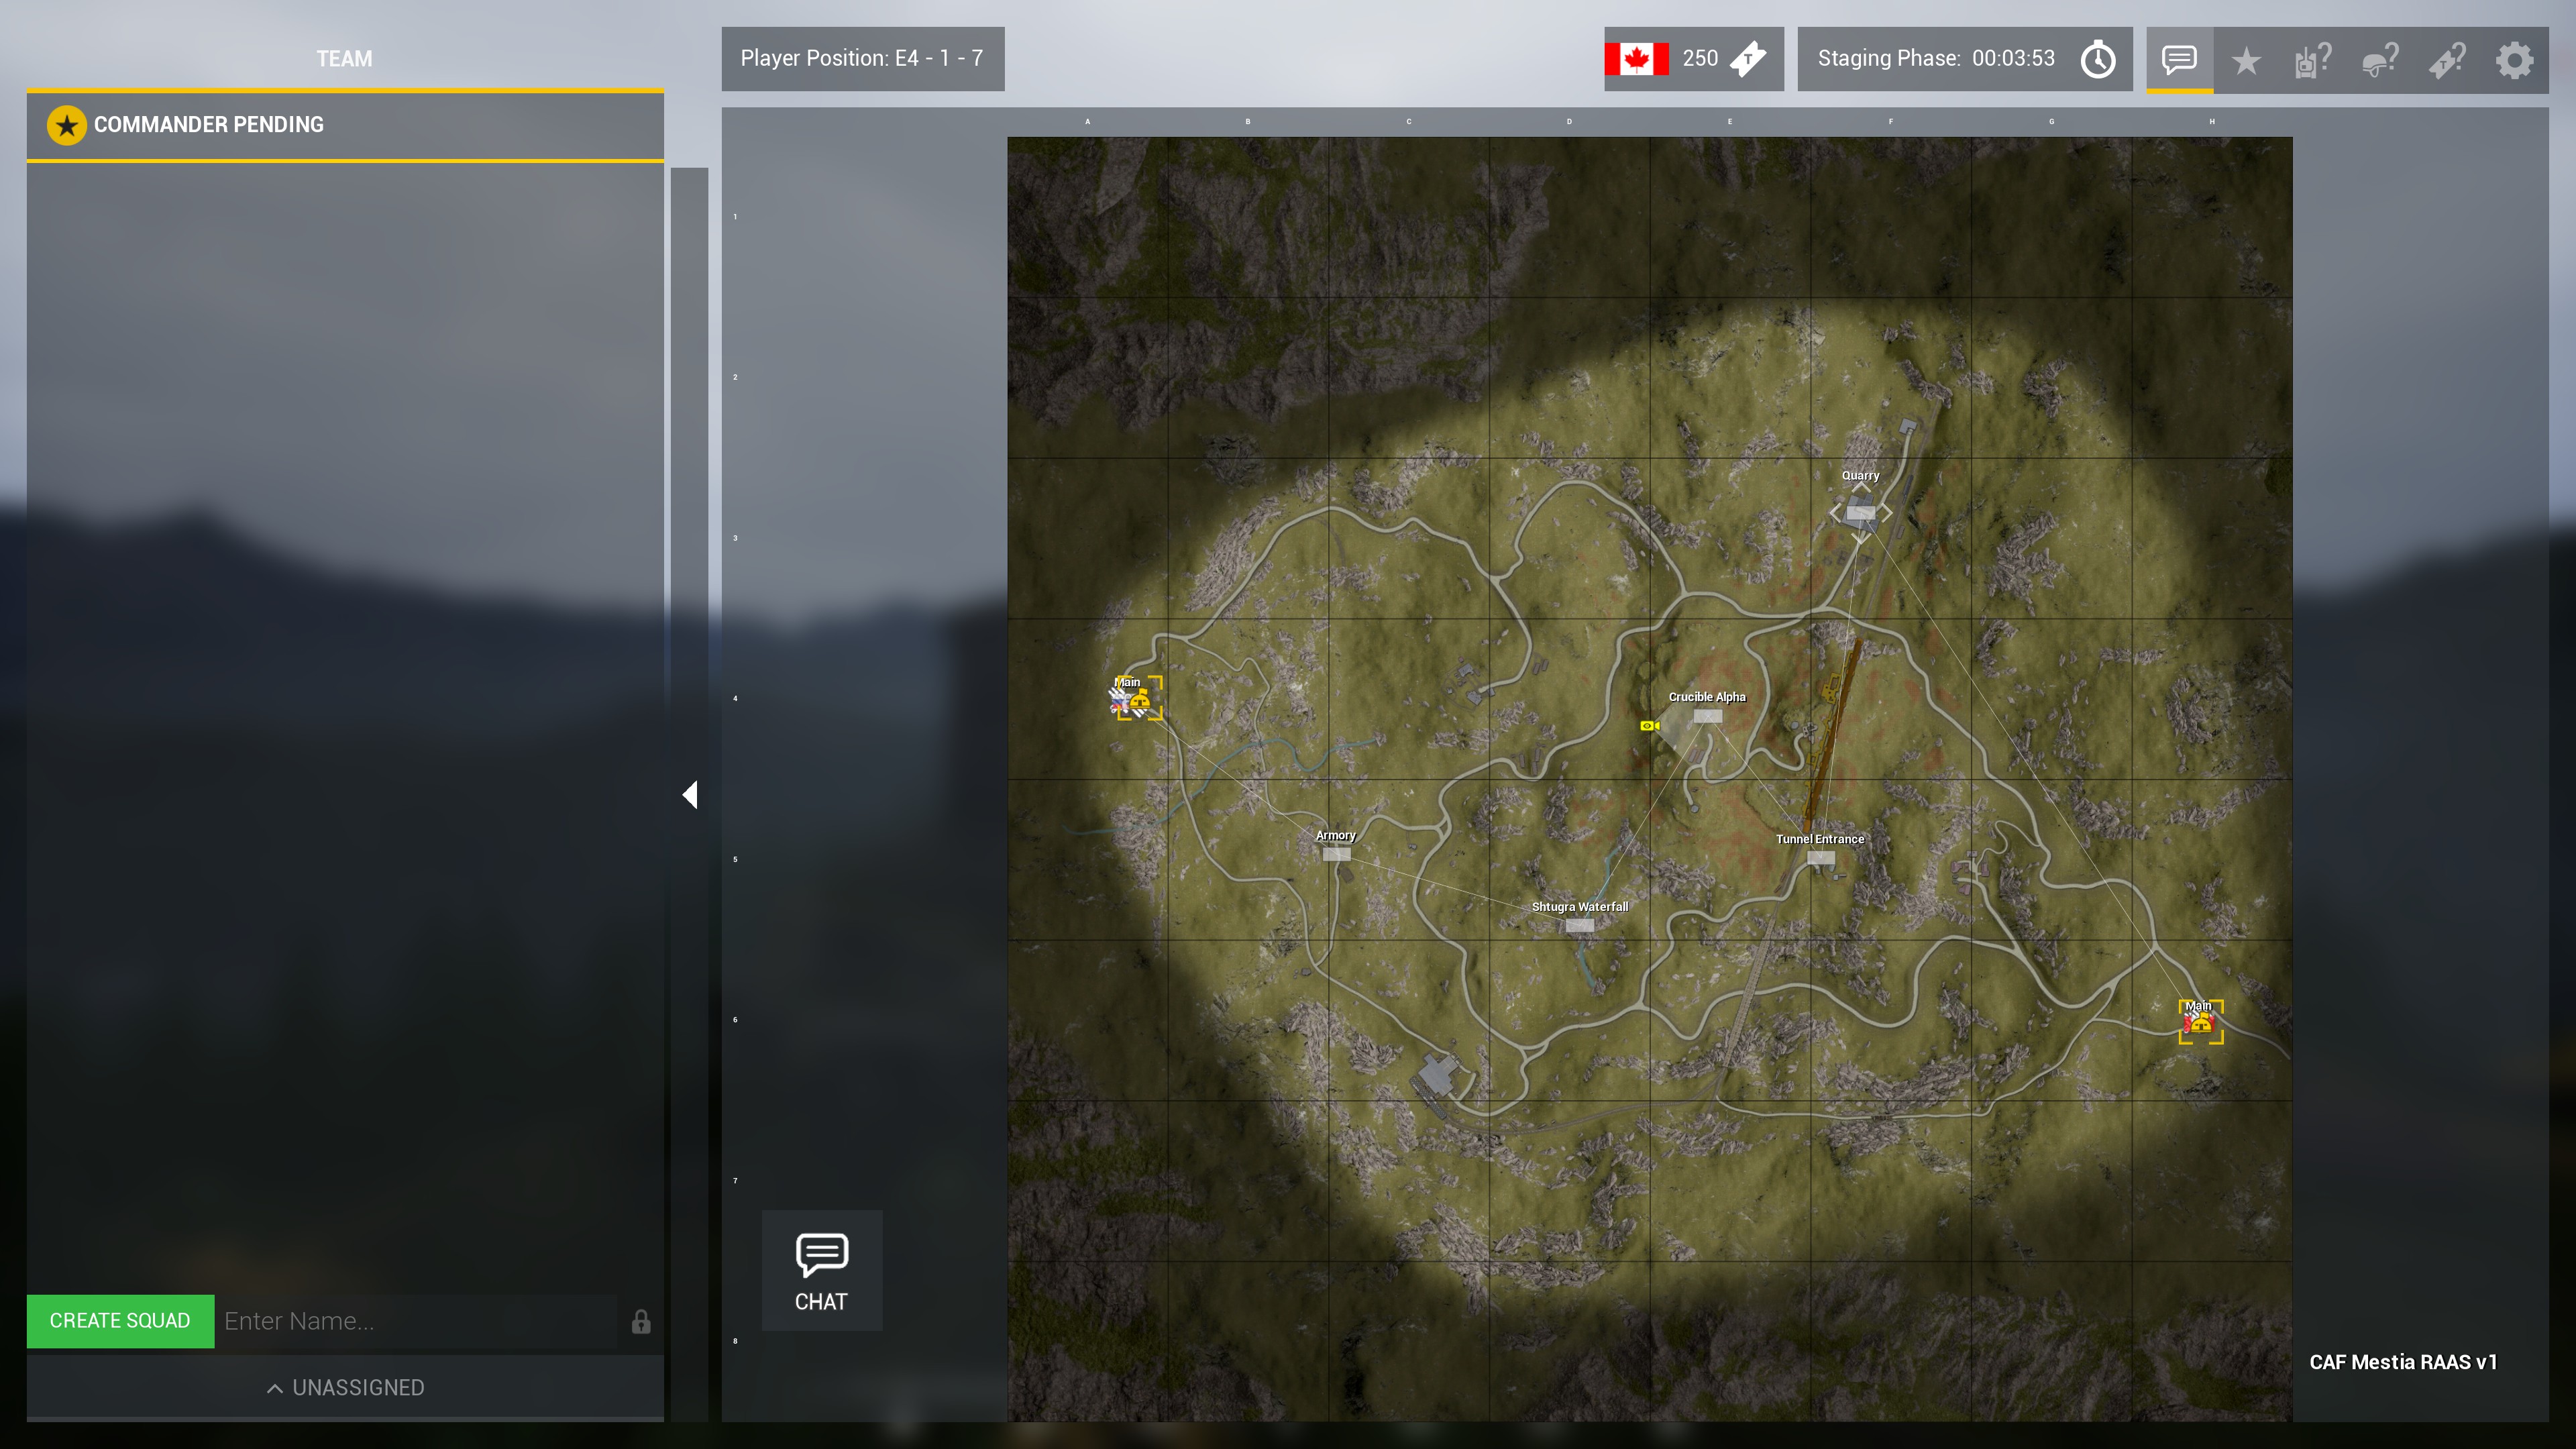 TEAM
Player Position: E4 - 1 - 7
250
Staging Phase: 00:03:53
COMMANDER PENDING
A B C D E F G H
1
2
Quarry
3
Main
Crucible Alpha
4
Armory
Tunnel Entrance
5
Shtugra Waterfall
Main
6
7
CHAT
CREATE SQUAD Enter Name...
8
CAF Mestia RAAS v1
UNASSIGNED